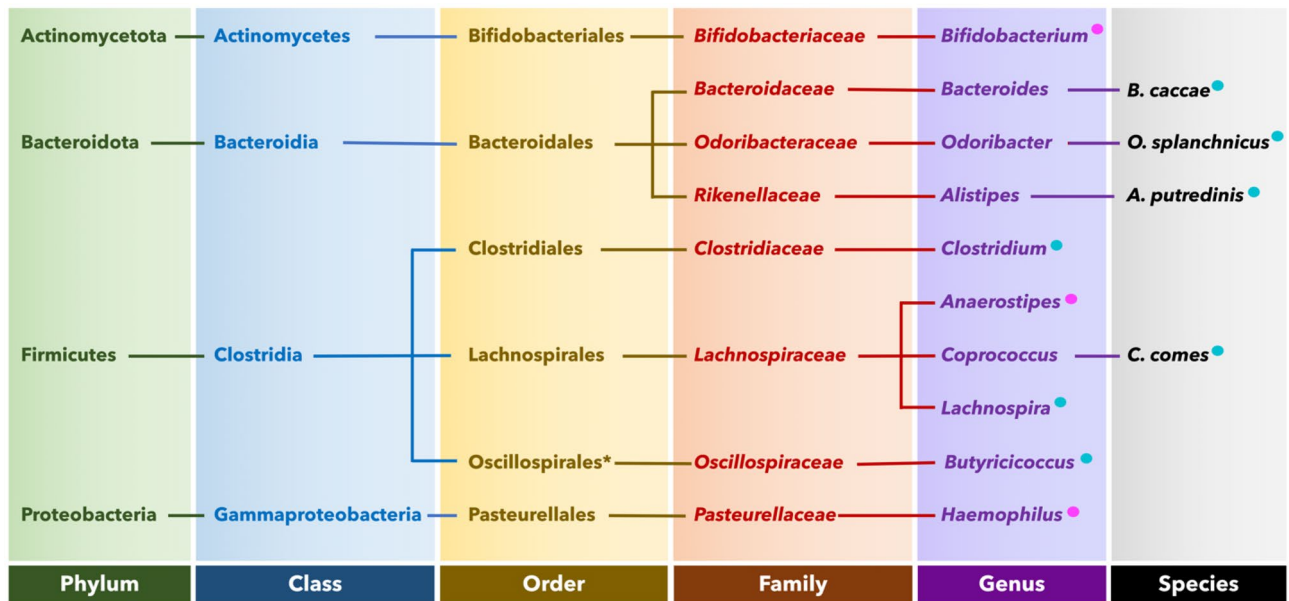 Actinomycetota Actinomycetes Bifidobacteriales Bifidobacteriaceae Bifidobacterium
Bacteroidaceae Bacteroides B. caccae
Bacteroidota Bacteroidia Bacteroidales Odoribacteraceae Odoribacter O. splanchnicus
Rikenellaceae Alistipes A. putredinis
Clostridiales Clostridiaceae Clostridium
Anaerostipes
Firmicutes Clostridia Lachnospirales Lachnospiraceae Coprococcus C. comes
Lachnospira
Oscillospirales* Oscillospiraceae Butyricicoccus
Proteobacteria Gammaproteobacteria Pasteurellales Pasteurellaceae Haemophilus
Phylum Class Order Family Genus Species